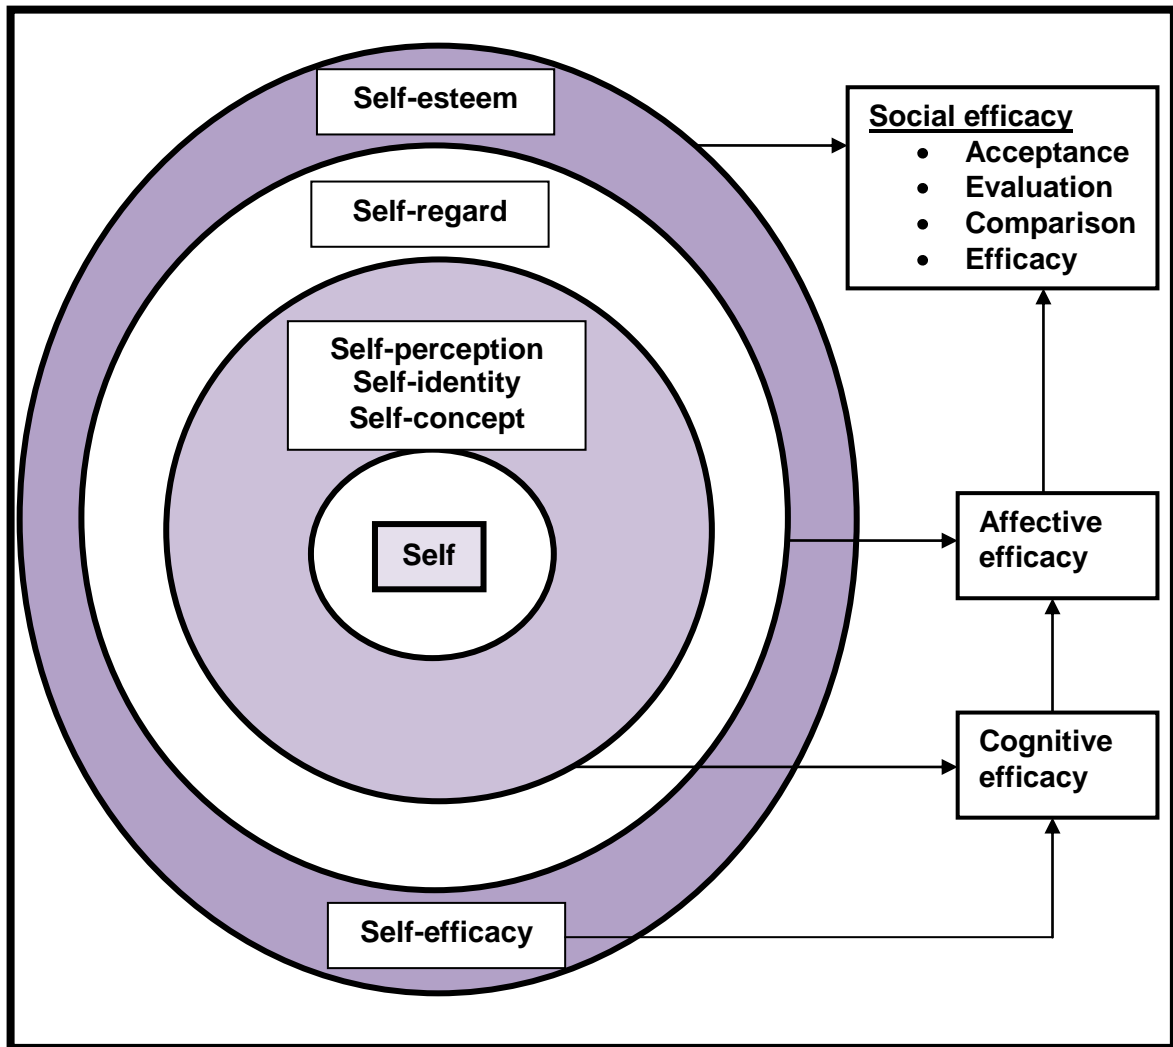 Self-esteem
Self-regard
Self-perception
Self-identity
Self-concept
Self
Self-efficacy
Social efficacy
• Acceptance
• Evaluation
• Comparison
• Efficacy
Affective
efficacy
Cognitive
efficacy